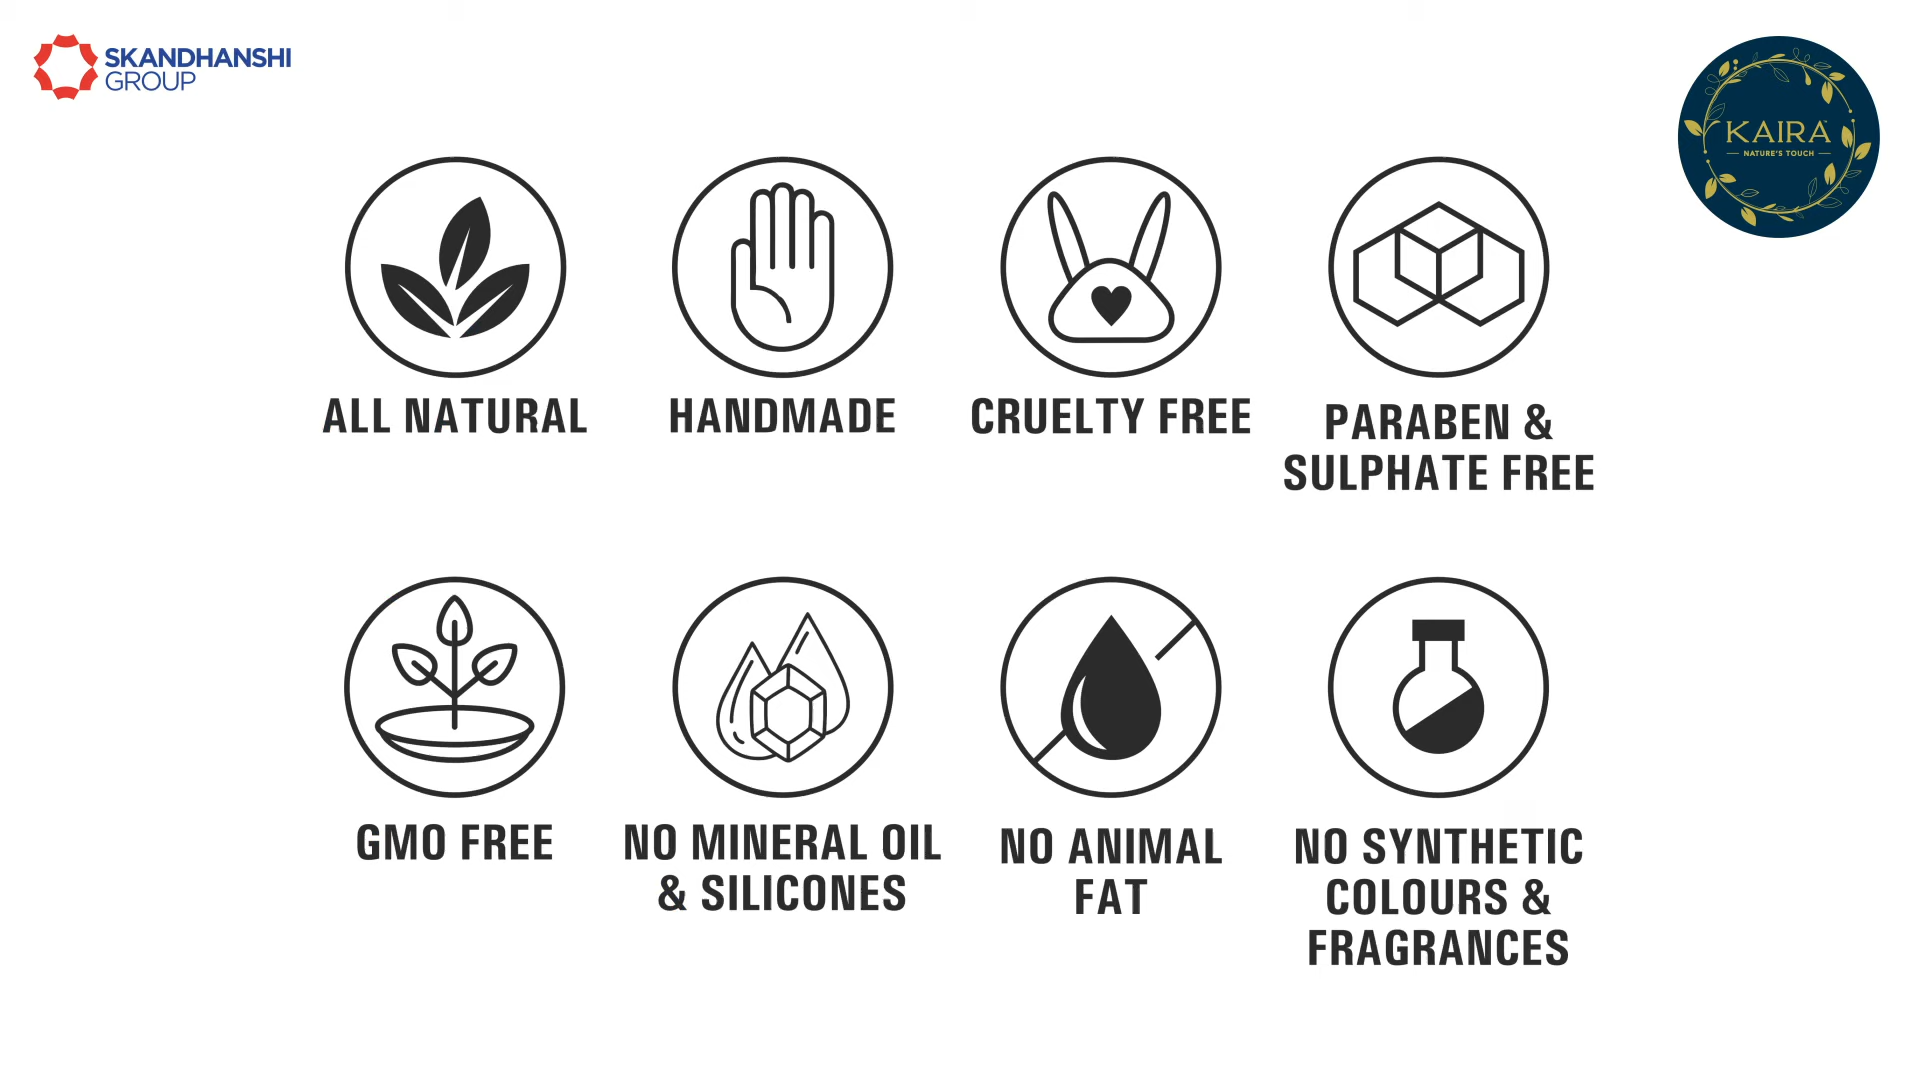 SKANDHANSHI
GROUP
KAIRA™
NATURE'S TOUCH
ALL NATURAL
HANDMADE
CRUELTY FREE
PARABEN &
SULPHATE FREE
GMO FREE
NO MINERAL OIL
& SILICONES
NO ANIMAL
FAT
NO SYNTHETIC
COLOURS &
FRAGRANCES